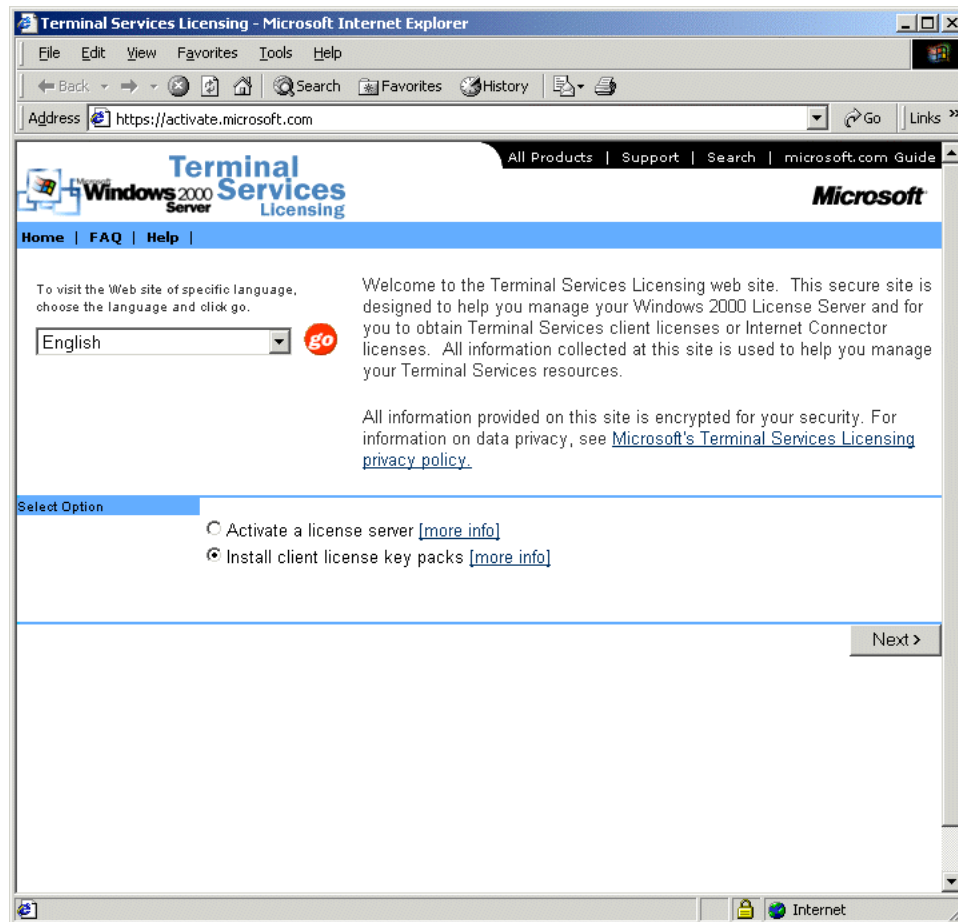 Terminal Services Licensing - Microsoft Internet Explorer
File Edit View Favorites Tools Help
Back Search Favorites History
Address https://activate.microsoft.com Go Links »
All Products | Support | Search | microsoft.com Guide
Microsoft Windows 2000 Server Terminal Services Licensing
Microsoft
Home | FAQ | Help |
To visit the Web site of specific language,
choose the language and click go.
English go
Welcome to the Terminal Services Licensing web site. This secure site is
designed to help you manage your Windows 2000 License Server and for
you to obtain Terminal Services client licenses or Internet Connector
licenses. All information collected at this site is used to help you manage
your Terminal Services resources.
All information provided on this site is encrypted for your security. For
information on data privacy, see Microsoft's Terminal Services Licensing
privacy policy.
Select Option
Activate a license server [more info]
Install client license key packs [more info]
Next >
Internet